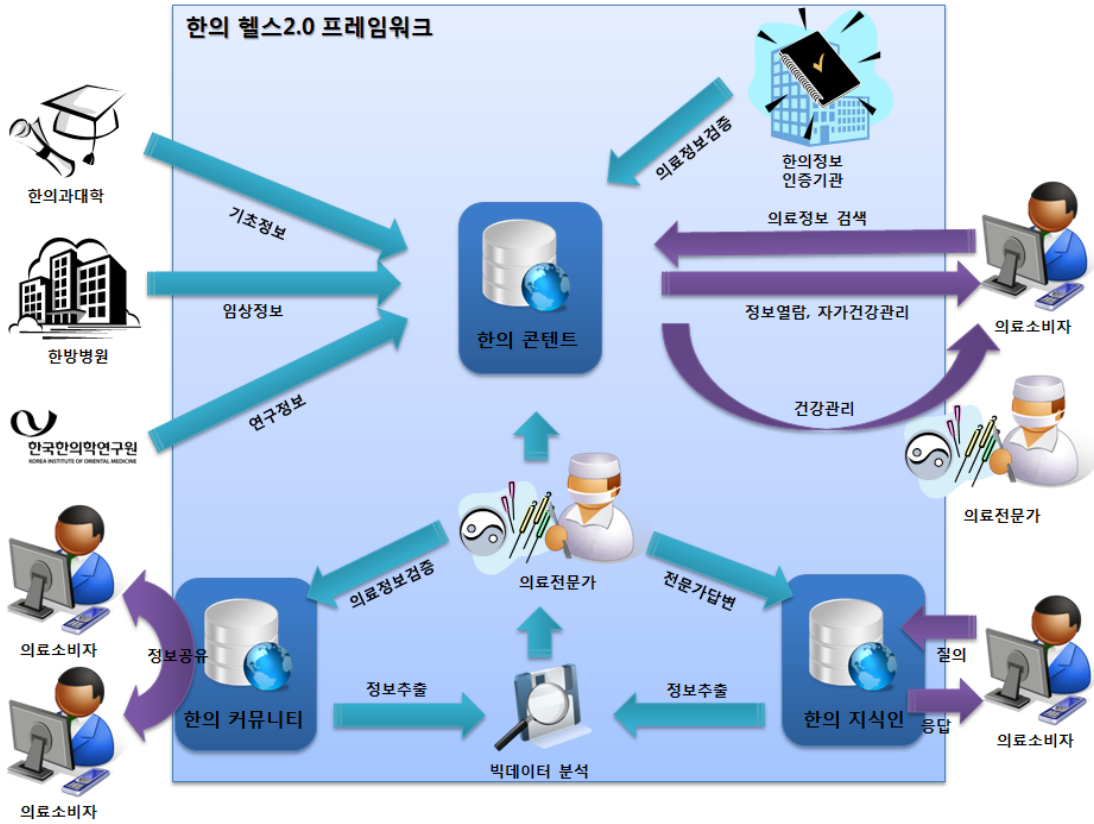 한의 헬스2.0 프레임워크
한의과대학
기초정보
의료정보검증
한의정보
인증기관
의료정보 검색
한방병원
임상정보
한의 콘텐트
정보열람, 자가건강관리
의료소비자
건강관리
연구정보
한국한의학연구원
KOREA INSTITUTE OF ORIENTAL MEDICINE
의료전문가
의료전문가
의료정보검증
전문가답변
의료소비자
정보공유
질의
정보추출
정보추출
한의 커뮤니티
한의 지식인
응답
의료소비자
빅데이터 분석
의료소비자